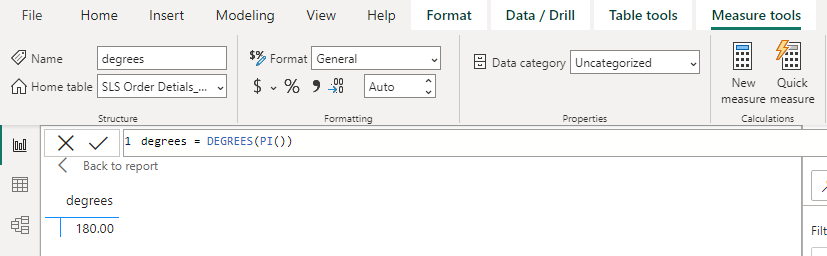 File Home Insert Modeling View Help Format Data / Drill Table tools Measure tools
Name degrees $% Format General Data category Uncategorized
Home table SLS Order Detials_... $ % 9 .00 →.0 Auto New measure Quick measure
Structure Formatting Properties Calculations
1 degrees = DEGREES(PI())
Back to report
degrees
180.00
Filt